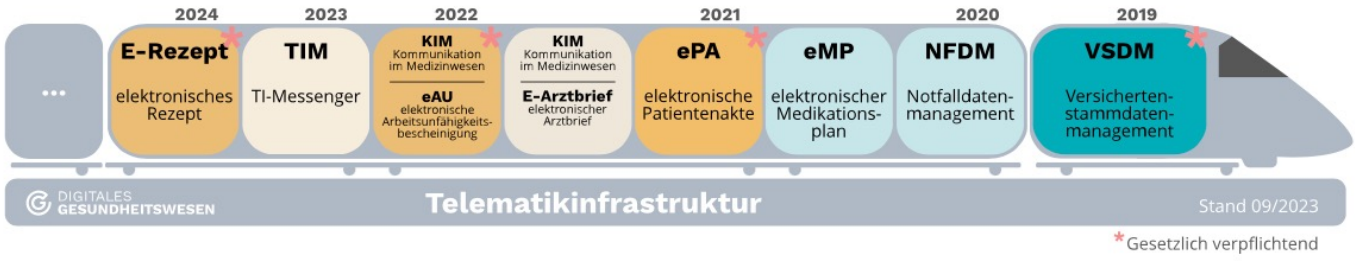 2024
2023
2022
2021
2020
2019
...
E-Rezept*
elektronisches
Rezept
TIM
TI-Messenger
KIM*
Kommunikation
im Medizinwesen
eAU
elektronische
Arbeitsunfähigkeits-
bescheinigung
KIM
Kommunikation
im Medizinwesen
E-Arztbrief
elektronischer
Arztbrief
ePA*
elektronische
Patientenakte
eMP
elektronischer
Medikations-
plan
NFDM
Notfalldaten-
management
VSDM*
Versicherten-
stammdaten-
management
DIGITALES
GESUNDHEITSWESEN
Telematikinfrastruktur
Stand 09/2023
*Gesetzlich verpflichtend